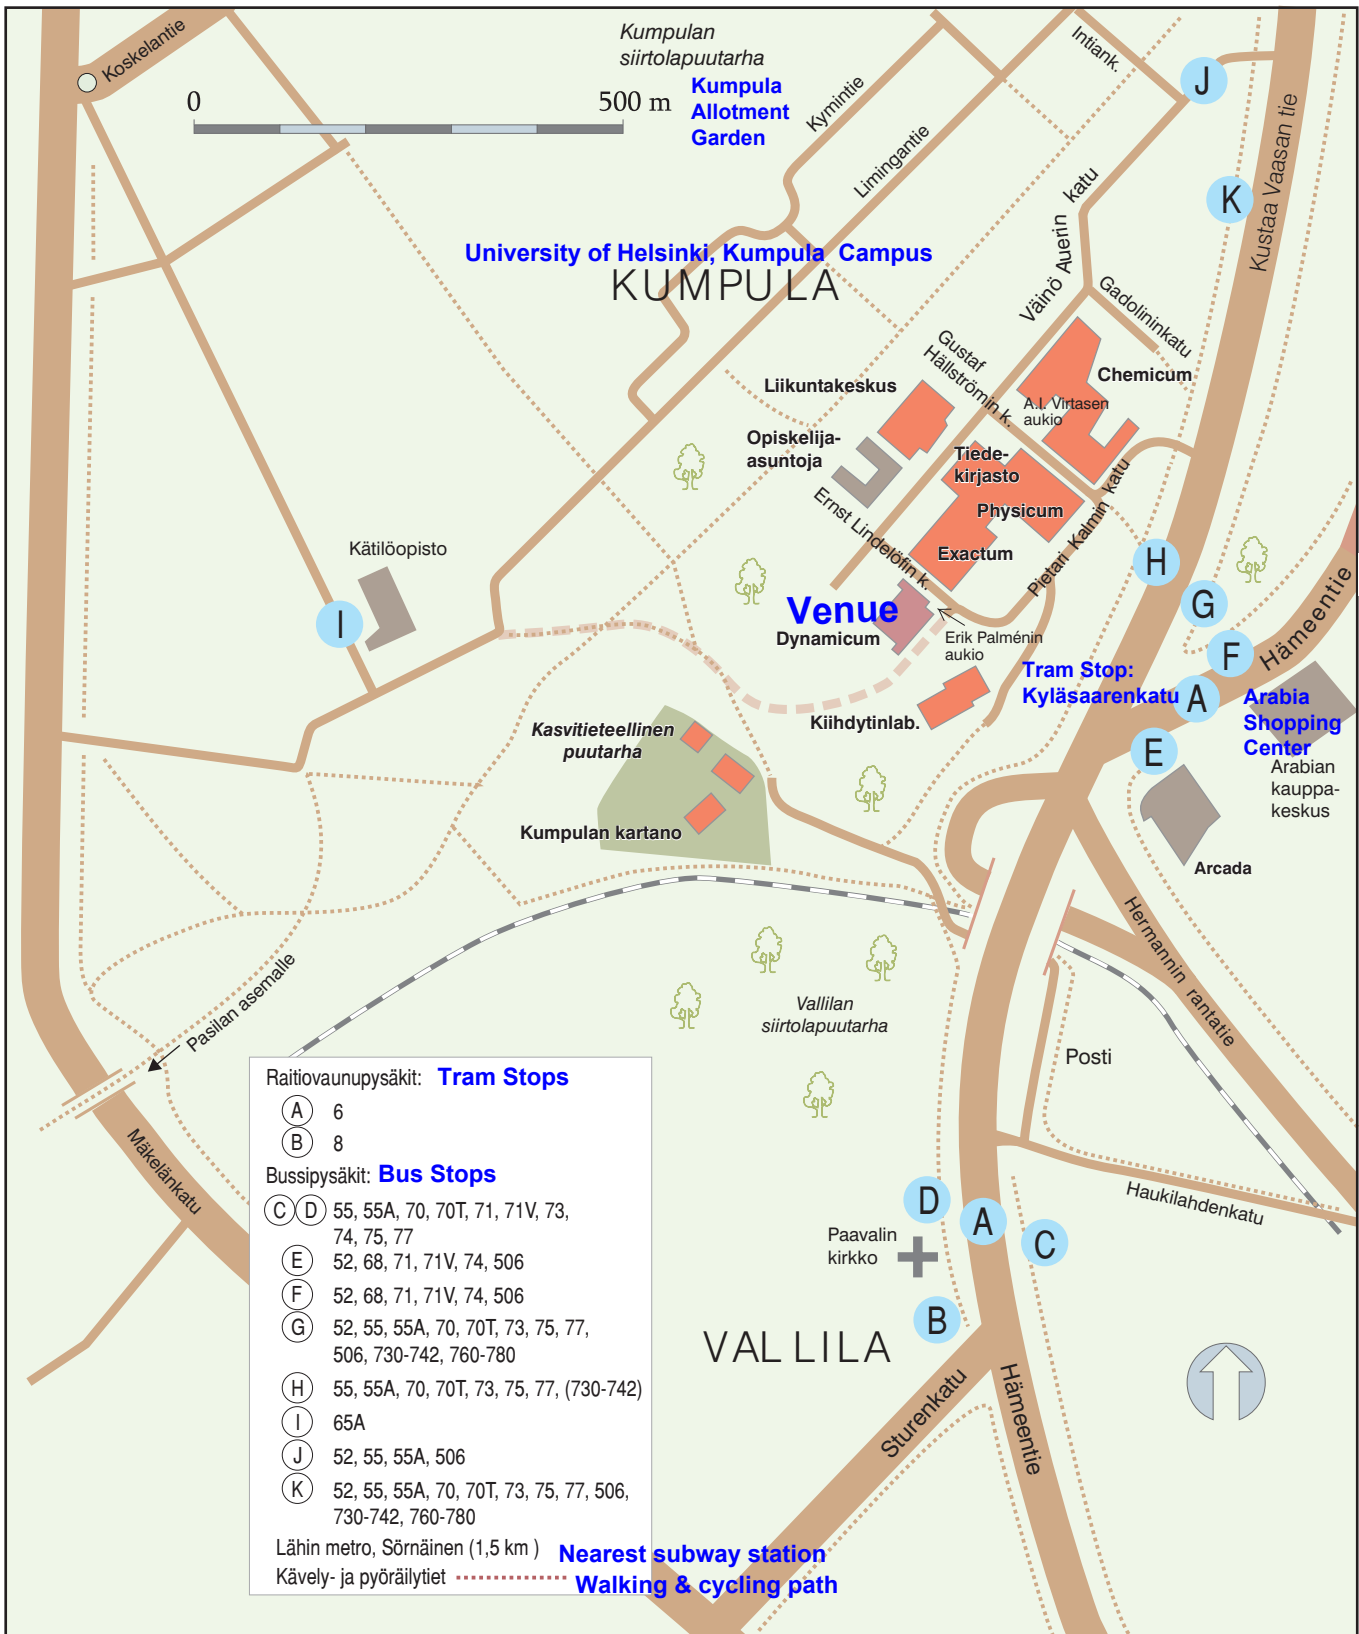 Koskelantie
Kumpulan
siirtolapuutarha
Kumpula
Allotment
Garden
0
500 m
Kymintie
Limingantie
Intiank.
J
K
Kustaa Vaasan tie
Väinö Auerin katu
University of Helsinki, Kumpula Campus
KUMPULA
Gadolininkatu
Gustaf
Hällströmin k.
Chemicum
A.I. Virtasen
aukio
Liikuntakeskus
Opiskelija-
asuntoja
Tiede-
kirjasto
Physicum
Exactum
Ernst Lindelöfin k.
Pietari Kalmin katu
Kätilöopisto
I
H
G
F
A
E
Hämeentie
Venue
Dynamicum
Erik Palménin
aukio
Tram Stop:
Kyläsaarenkatu
Arabia
Shopping
Center
Arabian
kauppa-
keskus
Kiihdytinlab.
Kasvitieteellinen
puutarha
Kumpulan kartano
Arcada
Hermannin rantatie
Pasilan asemalle
Vallilan
siirtolapuutarha
Posti
Mäkelänkatu
Haukilahdenkatu
D
A
C
Paavalin
kirkko
B
VALLILA
Sturenkatu
Hämeentie
Raitiovaunupysäkit: Tram Stops
A 6
B 8
Bussipysäkit: Bus Stops
C D 55, 55A, 70, 70T, 71, 71V, 73,
74, 75, 77
E 52, 68, 71, 71V, 74, 506
F 52, 68, 71, 71V, 74, 506
G 52, 55, 55A, 70, 70T, 73, 75, 77,
506, 730-742, 760-780
H 55, 55A, 70, 70T, 73, 75, 77, (730-742)
I 65A
J 52, 55, 55A, 506
K 52, 55, 55A, 70, 70T, 73, 75, 77, 506,
730-742, 760-780
Lähin metro, Sörnäinen (1,5 km ) Nearest subway station
Kävely- ja pyöräilytiet Walking & cycling path